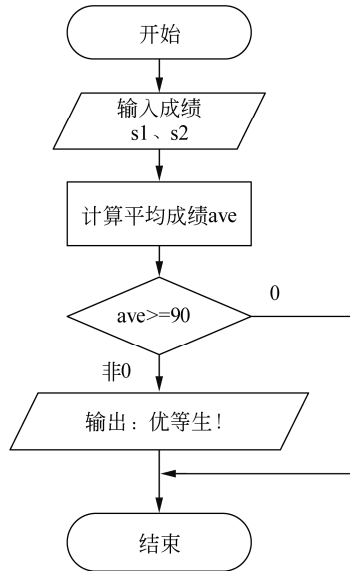 开始
输入成绩
s1、s2
计算平均成绩ave
ave>=90
0
非0
输出：优等生！
结束